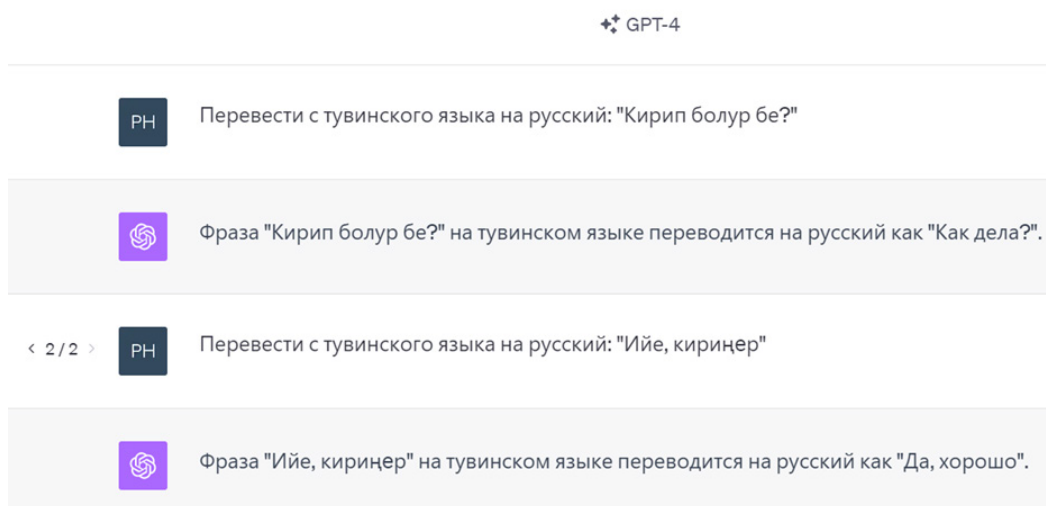 GPT-4
PH Перевести с тувинского языка на русский: "Кирип болур бе?"
Фраза "Кирип болур бе?" на тувинском языке переводится на русский как "Как дела?".
< 2/2 > PH Перевести с тувинского языка на русский: "Ийе, кириңер"
Фраза "Ийе, кириңер" на тувинском языке переводится на русский как "Да, хорошо".